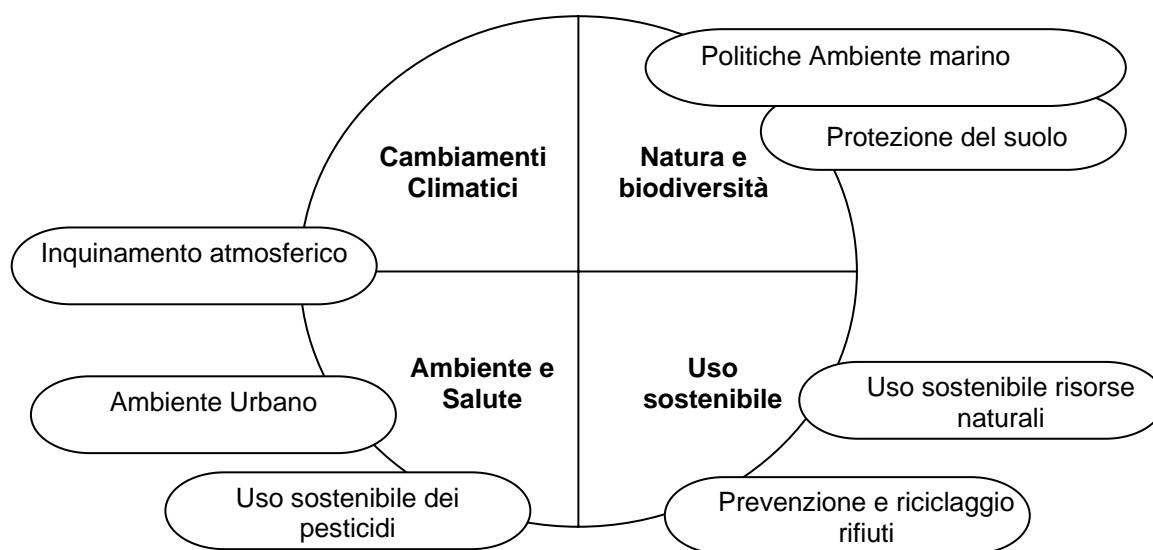 Politiche Ambiente marino
Protezione del suolo
Cambiamenti
Climatici
Natura e
biodiversità
Inquinamento atmosferico
Ambiente e
Salute
Uso
sostenibile
Ambiente Urbano
Uso sostenibile risorse
naturali
Uso sostenibile dei
pesticidi
Prevenzione e riciclaggio
rifiuti